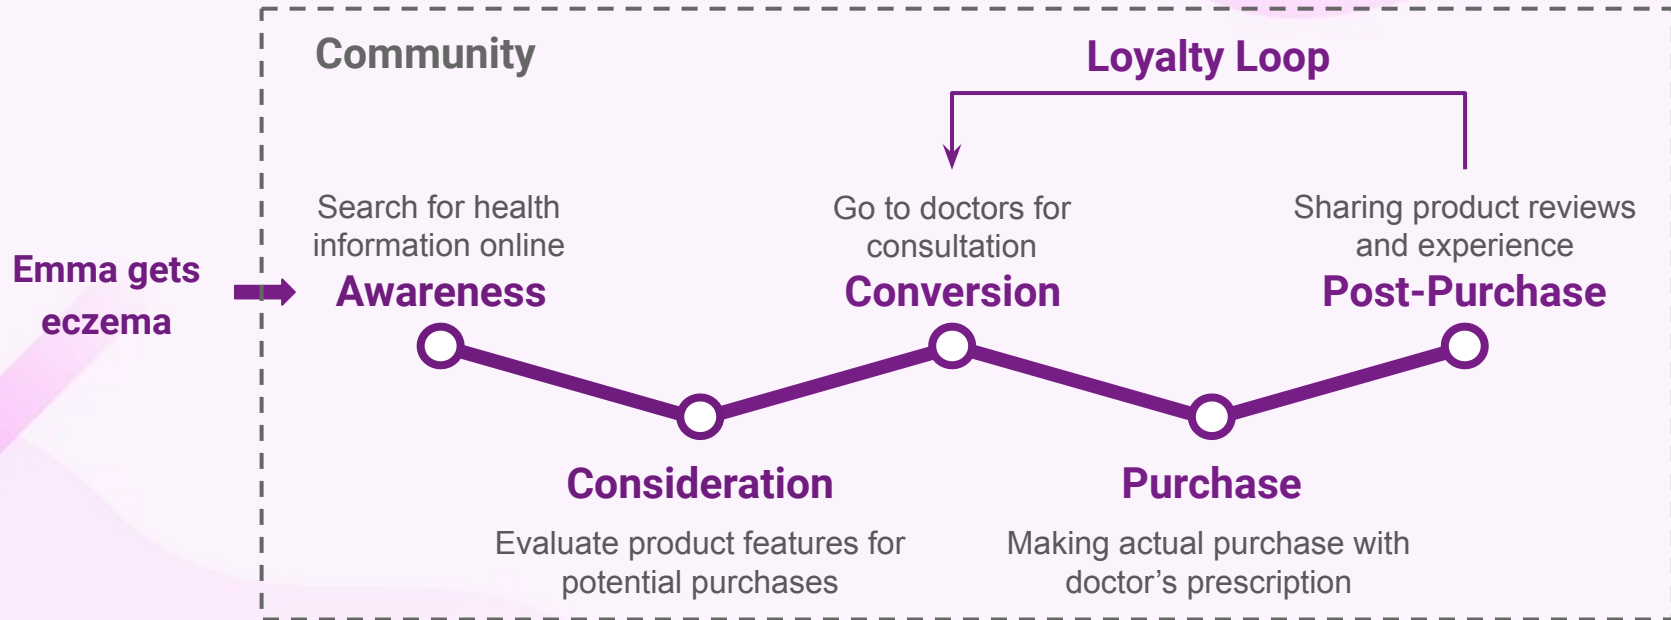 Community
Loyalty Loop
Emma gets
eczema
Search for health
information online
Awareness
Consideration
Evaluate product features for
potential purchases
Go to doctors for
consultation
Conversion
Purchase
Making actual purchase with
doctor’s prescription
Sharing product reviews
and experience
Post-Purchase